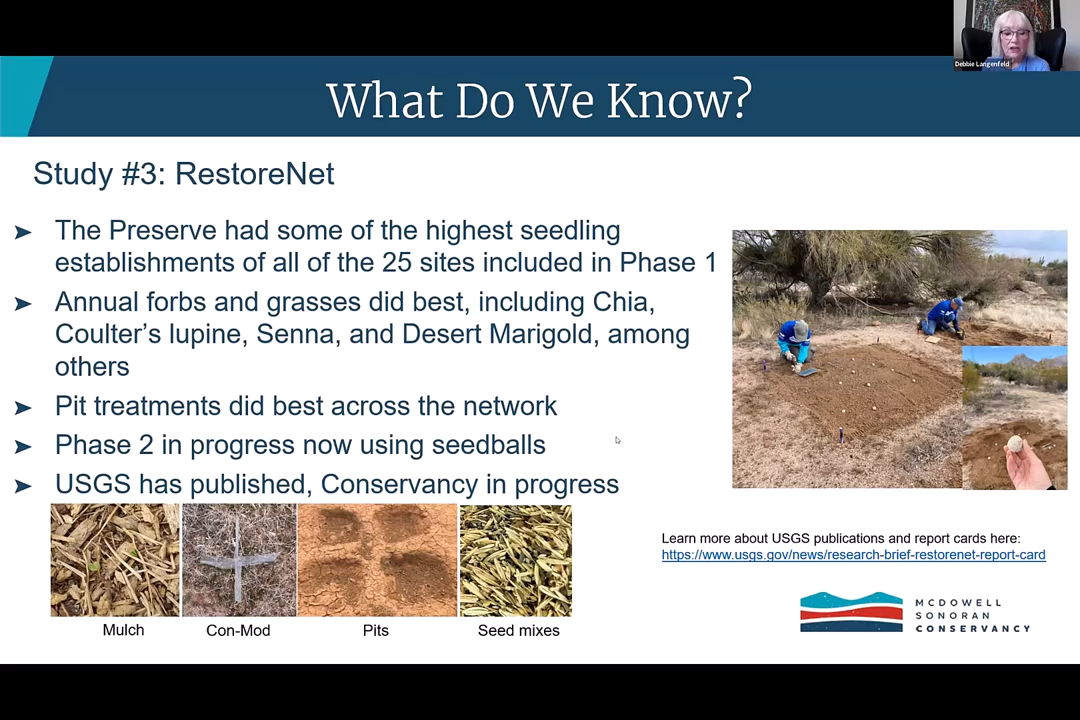 Debbie Langenfeld
What Do We Know?
Study #3: RestoreNet
➤ The Preserve had some of the highest seedling
establishments of all of the 25 sites included in Phase 1
➤ Annual forbs and grasses did best, including Chia,
Coulter’s lupine, Senna, and Desert Marigold, among
others
➤ Pit treatments did best across the network
➤ Phase 2 in progress now using seedballs
➤ USGS has published, Conservancy in progress
Mulch
Con-Mod
Pits
Seed mixes
Learn more about USGS publications and report cards here:
https://www.usgs.gov/news/research-brief-restorenet-report-card
MCDOWELL
SONORAN
CONSERVANCY